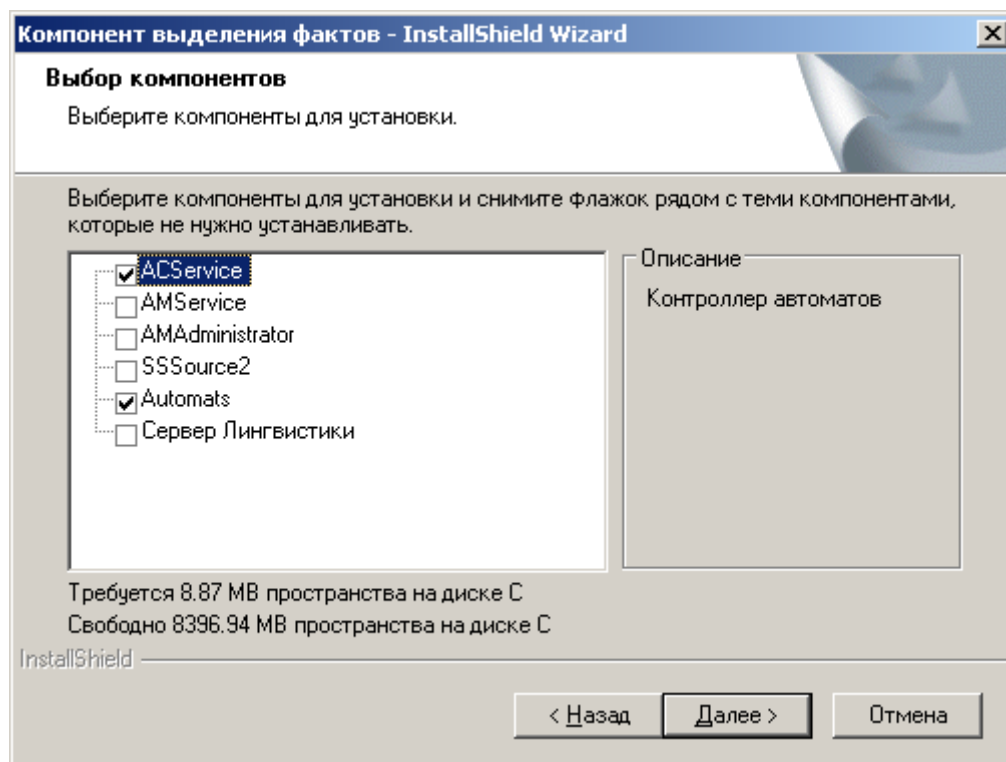 Компонент выделения фактов - InstallShield Wizard
Выбор компонентов
Выберите компоненты для установки.
Выберите компоненты для установки и снимите флажок рядом с теми компонентами,
которые не нужно устанавливать.
ACService
AMService
AMAdministrator
SSSource2
Automats
Сервер Лингвистики
Описание
Контроллер автоматов
Требуется 8.87 MB пространства на диске C
Свободно 8396.94 MB пространства на диске C
InstallShield
< Назад
Далее >
Отмена